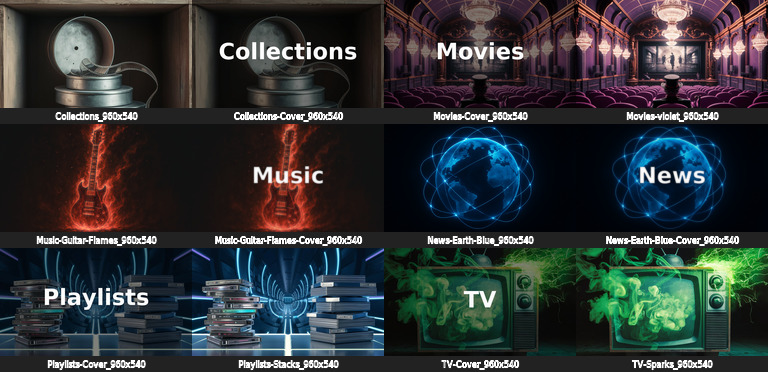 Collections
Movies
Collections_960x540
Collections-Cover_960x540
Movies-Cover_960x540
Movies-violet_960x540
Music
News
Music-Guitar-Flames_960x540
Music-Guitar-Flames-Cover_960x540
News-Earth-Blue_960x540
News-Earth-Blue-Cover_960x540
Playlists
TV
Playlists-Cover_960x540
Playlists-Stacks_960x540
TV-Cover_960x540
TV-Sparks_960x540